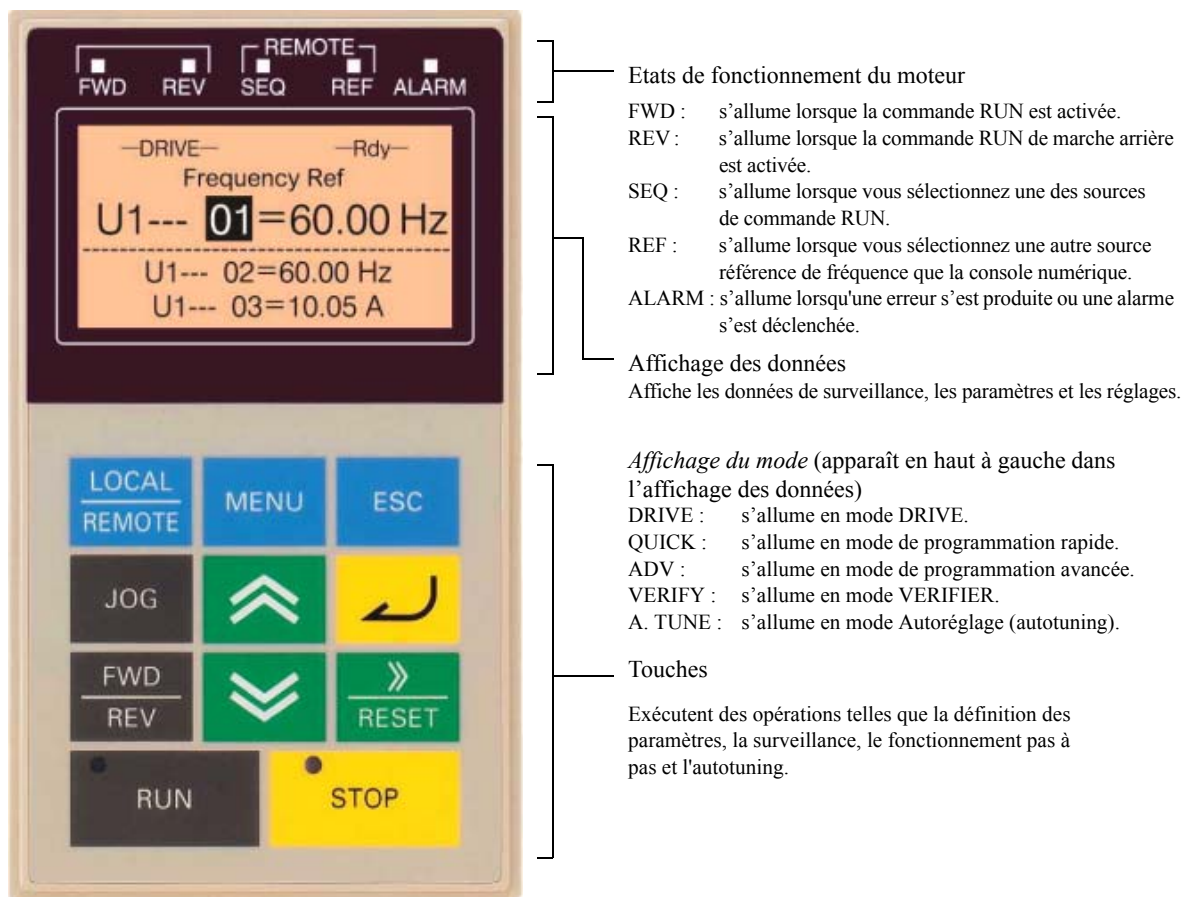 REMOTE
FWD REV SEQ REF ALARM
—DRIVE— —Rdy—
Frequency Ref
U1--- 01=60.00 Hz
U1--- 02=60.00 Hz
U1--- 03=10.05 A
LOCAL
REMOTE
MENU
ESC
JOG
FWD
REV
RESET
RUN
STOP
Etats de fonctionnement du moteur
FWD : s’allume lorsque la commande RUN est activée.
REV : s’allume lorsque la commande RUN de marche arrière
est activée.
SEQ : s’allume lorsque vous sélectionnez une des sources
de commande RUN.
REF : s’allume lorsque vous sélectionnez une autre source
référence de fréquence que la console numérique.
ALARM : s’allume lorsqu'une erreur s’est produite ou une alarme
s’est déclenchée.
Affichage des données
Affiche les données de surveillance, les paramètres et les réglages.
Affichage du mode (apparaît en haut à gauche dans
l’affichage des données)
DRIVE : s’allume en mode DRIVE.
QUICK : s’allume en mode de programmation rapide.
ADV : s’allume en mode de programmation avancée.
VERIFY : s’allume en mode VERIFIER.
A. TUNE : s’allume en mode Autoréglage (autotuning).
Touches
Exécutent des opérations telles que la définition des
paramètres, la surveillance, le fonctionnement pas à
pas et l'autotuning.